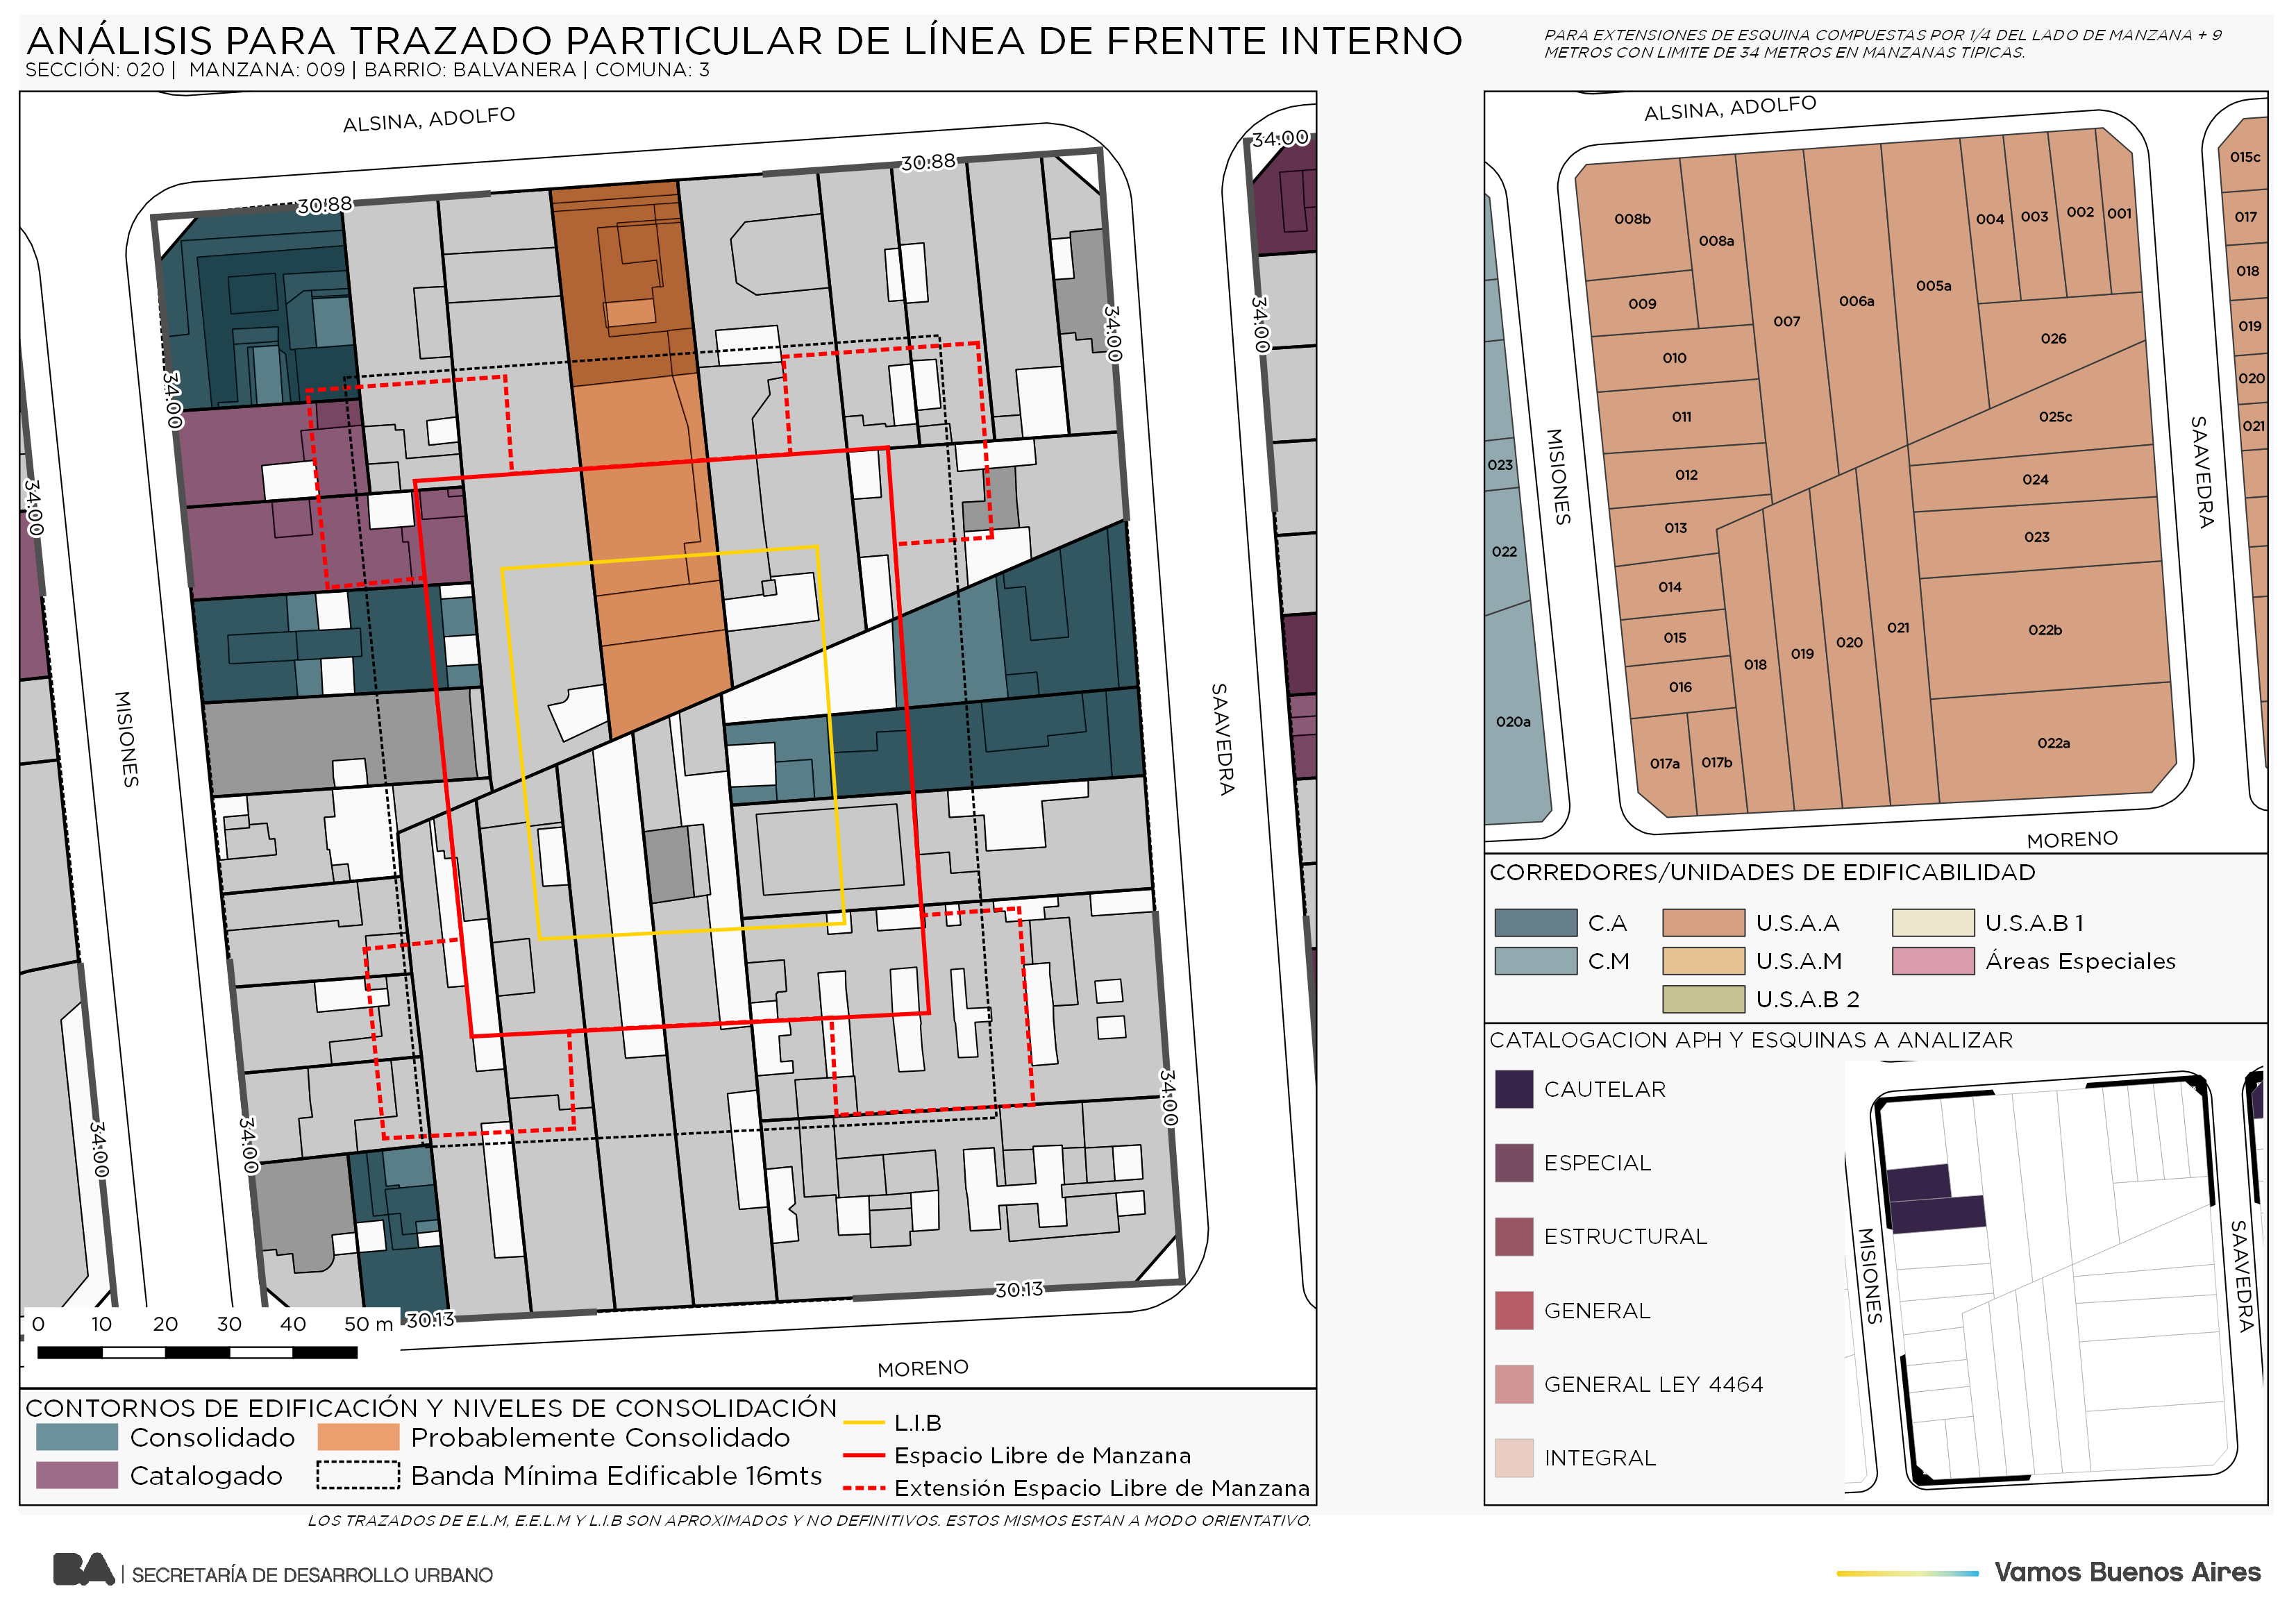 ANÁLISIS PARA TRAZADO PARTICULAR DE LÍNEA DE FRENTE INTERNO
SECCIÓN: 020 | MANZANA: 009 | BARRIO: BALVANERA | COMUNA: 3
PARA EXTENSIONES DE ESQUINA COMPUESTAS POR 1/4 DEL LADO DE MANZANA + 9
METROS CON LIMITE DE 34 METROS EN MANZANAS TIPICAS.
ALSINA, ADOLFO
30.88
30.88
34.00
34.00
34.00
34.00
34.00
MISIONES
SAAVEDRA
34.00
34.00
34.00
30.13
30.13
0 10 20 30 40 50 m
MORENO
CONTORNOS DE EDIFICACIÓN Y NIVELES DE CONSOLIDACIÓN
Consolidado
Probablemente Consolidado
Catalogado
Banda Mínima Edificable 16mts
L.I.B
Espacio Libre de Manzana
Extensión Espacio Libre de Manzana
LOS TRAZADOS DE E.L.M, E.E.L.M Y L.I.B SON APROXIMADOS Y NO DEFINITIVOS. ESTOS MISMOS ESTAN A MODO ORIENTATIVO.
ALSINA, ADOLFO
008b
008a
009
010
011
012
013
014
015
016
017a
017b
007
006a
005a
004
003
002
001
026
025c
024
023
022b
022a
018
019
020
021
015c
017
018
019
020
021
023
022
020a
MISIONES
SAAVEDRA
MORENO
CORREDORES/UNIDADES DE EDIFICABILIDAD
C.A
U.S.A.A
U.S.A.B 1
C.M
U.S.A.M
Áreas Especiales
U.S.A.B 2
CATALOGACION APH Y ESQUINAS A ANALIZAR
CAUTELAR
ESPECIAL
ESTRUCTURAL
GENERAL
GENERAL LEY 4464
INTEGRAL
MISIONES
SAAVEDRA
BA | SECRETARÍA DE DESARROLLO URBANO
Vamos Buenos Aires